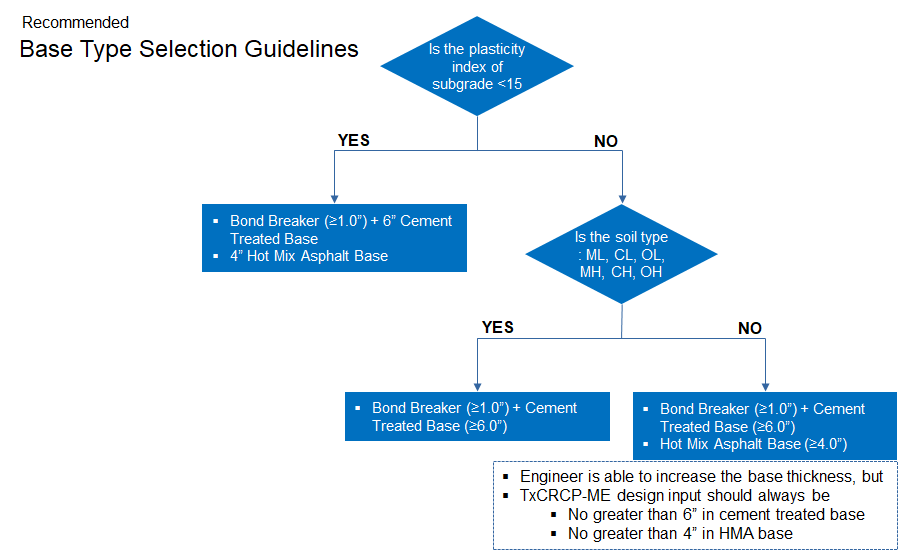 Recommended
Base Type Selection Guidelines
Is the plasticity
index of
subgrade <15
YES
NO
▪ Bond Breaker (≥1.0”) + 6” Cement
Treated Base
▪ 4” Hot Mix Asphalt Base
Is the soil type
: ML, CL, OL,
MH, CH, OH
YES
NO
▪ Bond Breaker (≥1.0”) + Cement
Treated Base (≥6.0”)
▪ Bond Breaker (≥1.0”) + Cement
Treated Base (≥6.0”)
▪ Hot Mix Asphalt Base (≥4.0”)
▪ Engineer is able to increase the base thickness, but
▪ TxCRCP-ME design input should always be
▪ No greater than 6” in cement treated base
▪ No greater than 4” in HMA base